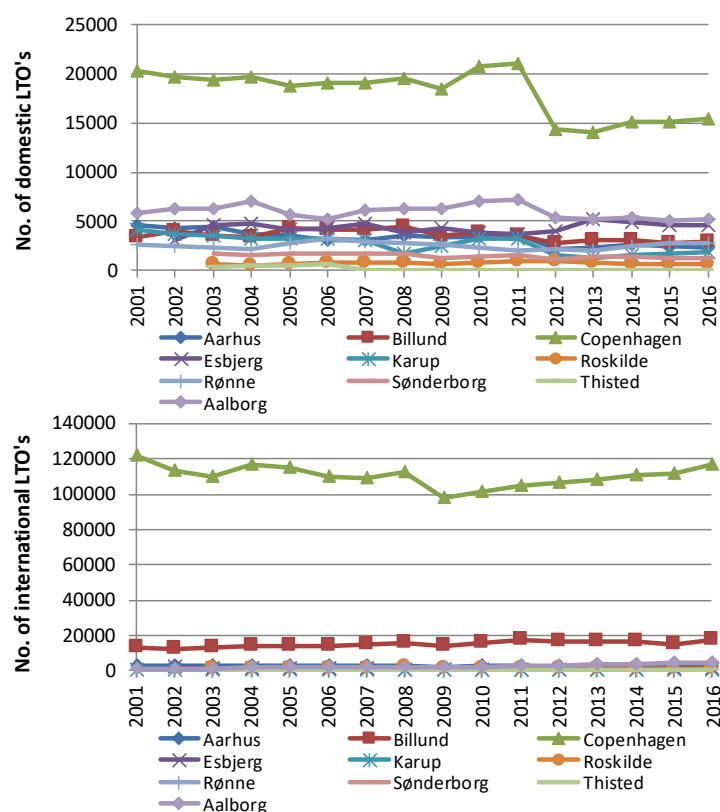 No. of domestic LTO's
25000
20000
15000
10000
5000
0
2001 2002 2003 2004 2005 2006 2007 2008 2009 2010 2011 2012 2013 2014 2015 2016
Aarhus Billund Copenhagen
Esbjerg Karup Roskilde
Rønne Sønderborg Thisted
Aalborg
No. of international LTO's
140000
120000
100000
80000
60000
40000
20000
0
2001 2002 2003 2004 2005 2006 2007 2008 2009 2010 2011 2012 2013 2014 2015 2016
Aarhus Billund Copenhagen
Esbjerg Karup Roskilde
Rønne Sønderborg Thisted
Aalborg